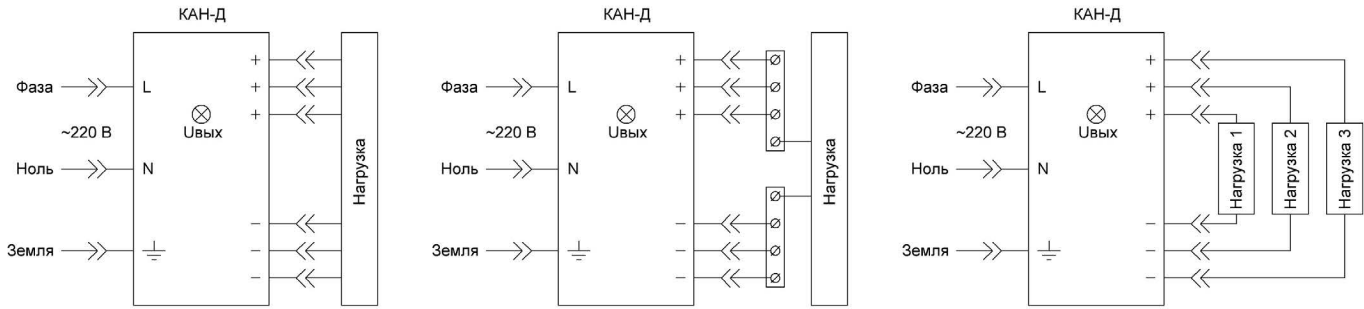 КАН-Д
Фаза
L
+
+
+
Uвых
~220 В
Ноль
N
Земля
−
−
−
Нагрузка
КАН-Д
Фаза
L
+
+
+
Uвых
~220 В
Ноль
N
Земля
−
−
−
Нагрузка
КАН-Д
Фаза
L
+
+
+
Uвых
~220 В
Ноль
N
Земля
−
−
−
Нагрузка 1
Нагрузка 2
Нагрузка 3